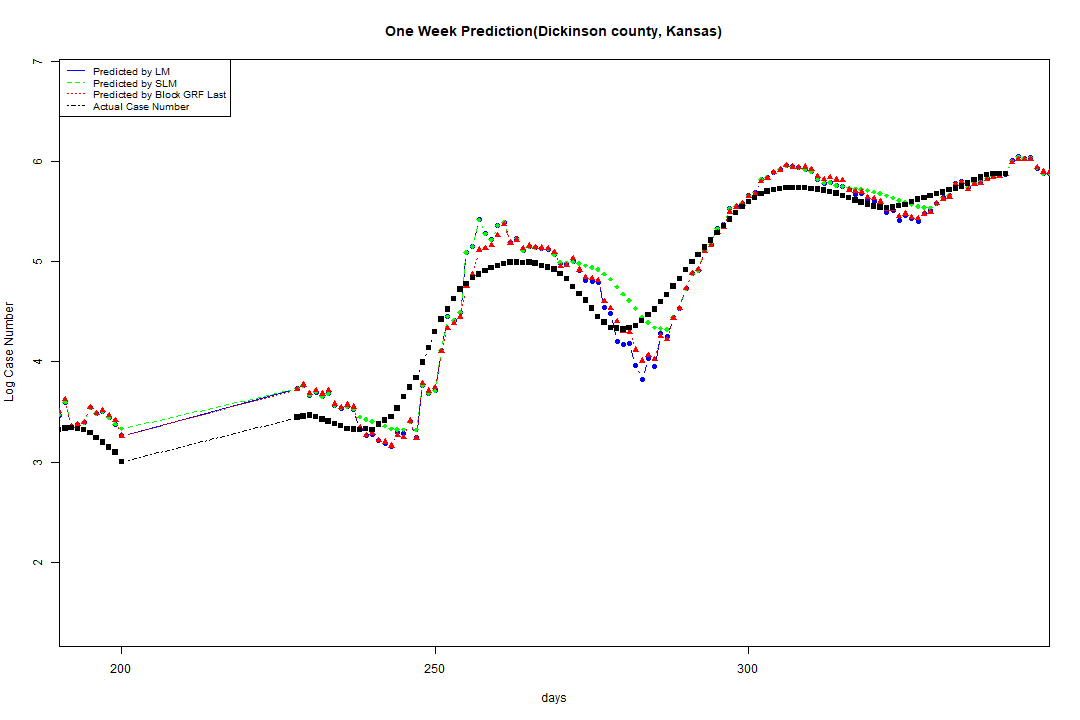 One Week Prediction(Dickinson county, Kansas)
Predicted by LM
Predicted by SLM
Predicted by Block GRF Last
Actual Case Number
7
6
5
4
3
2
Log Case Number
200 250 300
days